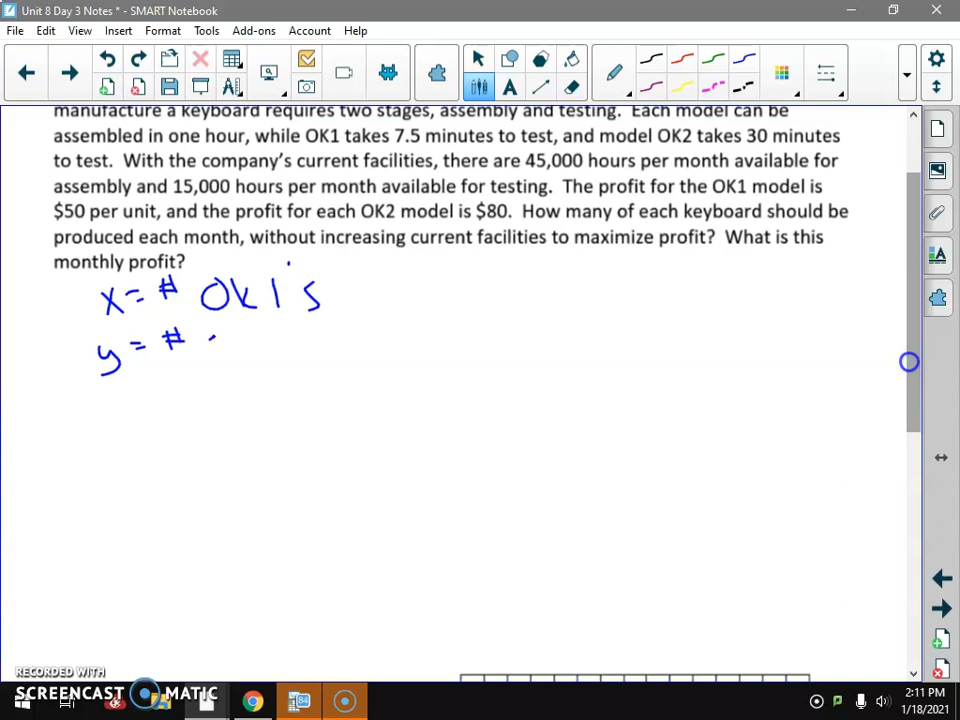 Unit 8 Day 3 Notes * - SMART Notebook
File Edit View Insert Format Tools Add-ons Account Help
manufacture a keyboard requires two stages, assembly and testing. Each model can be
assembled in one hour, while OK1 takes 7.5 minutes to test, and model OK2 takes 30 minutes
to test. With the company's current facilities, there are 45,000 hours per month available for
assembly and 15,000 hours per month available for testing. The profit for the OK1 model is
$50 per unit, and the profit for each OK2 model is $80. How many of each keyboard should be
produced each month, without increasing current facilities to maximize profit? What is this
monthly profit?
x = # Ok 1's
y = #
RECORDED WITH
SCREENCAST MATIC
84
2:11 PM
1/18/2021